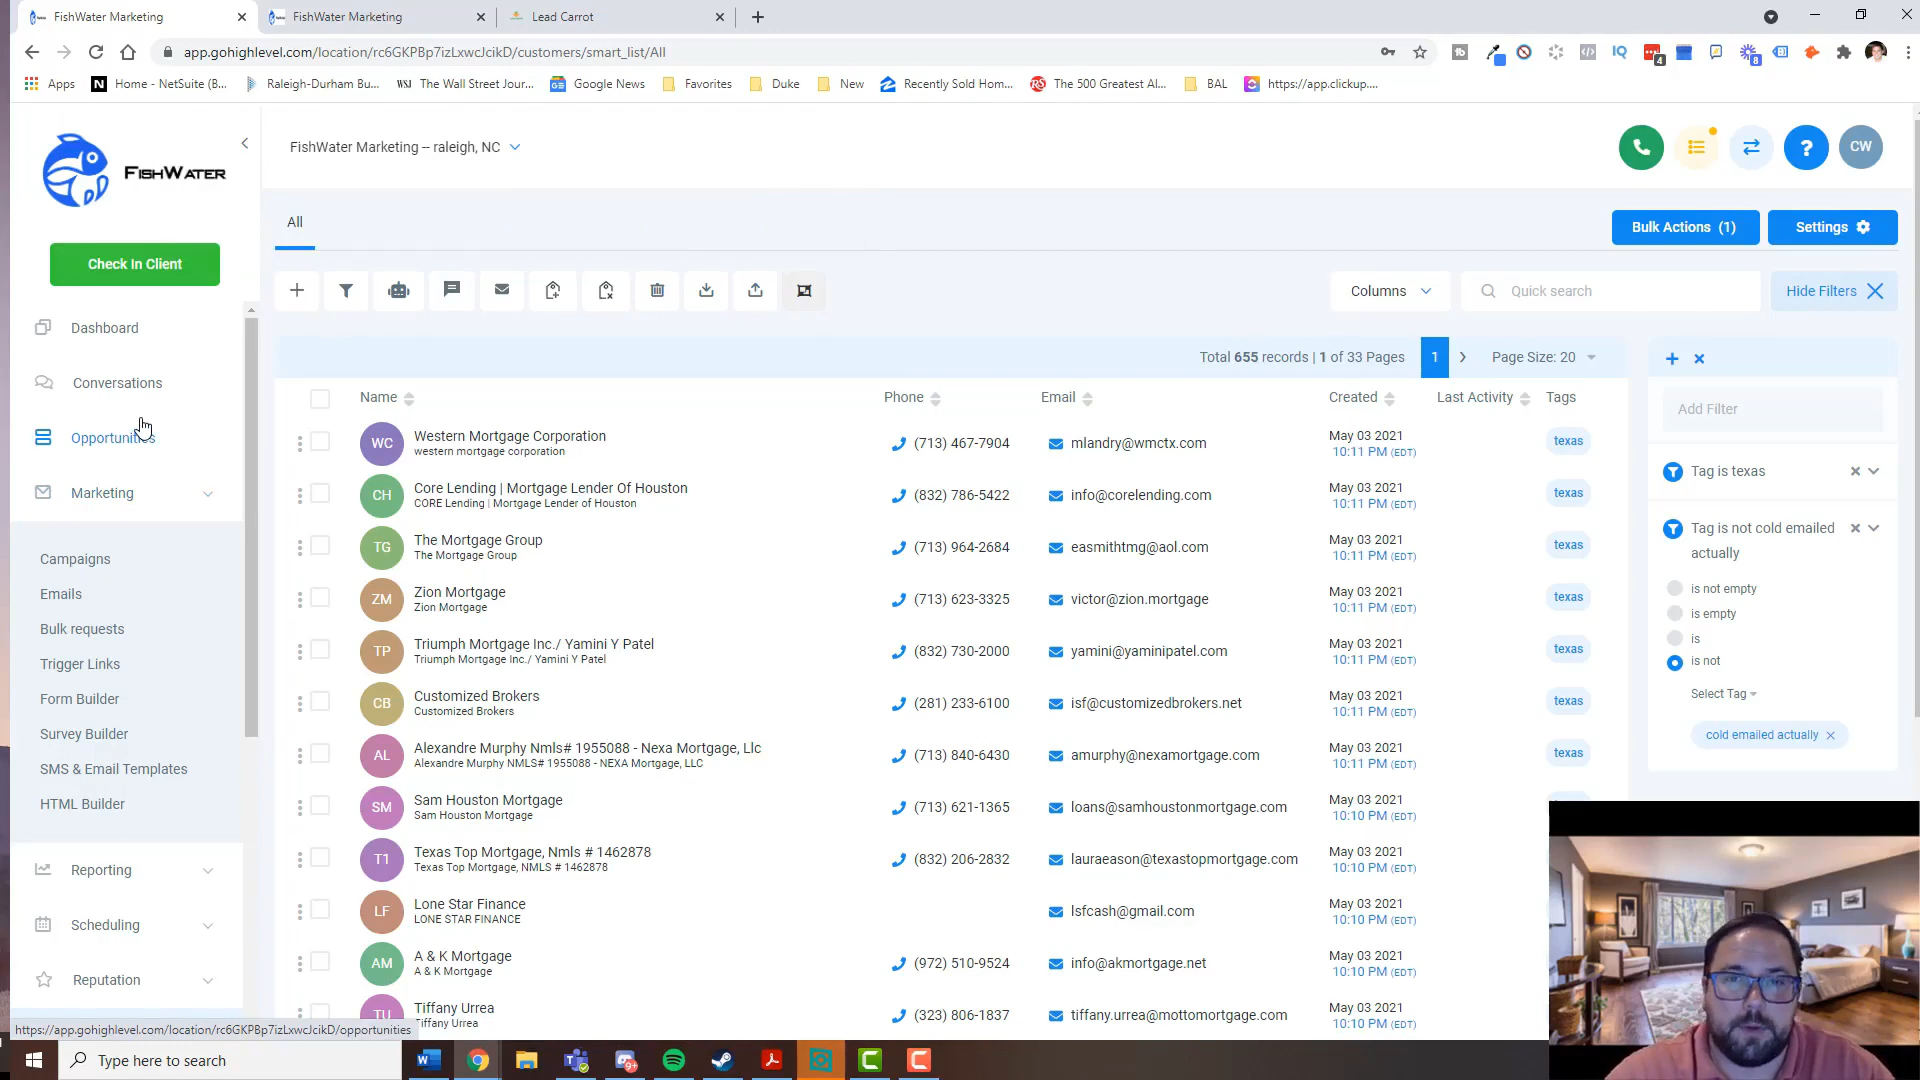 FishWater Marketing
FishWater Marketing
Lead Carrot
app.gohighlevel.com/location/rc6GKPBp7izLxwcJcikD/customers/smart_list/All
Apps
Home - NetSuite (B...
Raleigh-Durham Bu...
WSJ The Wall Street Jour...
Google News
Favorites
Duke
New
Recently Sold Hom...
RS The 500 Greatest Al...
BAL
https://app.clickup....
FISHWATER
FishWater Marketing -- raleigh, NC
CW
Check In Client
Dashboard
Conversations
Opportunities
Marketing
Campaigns
Emails
Bulk requests
Trigger Links
Form Builder
Survey Builder
SMS & Email Templates
HTML Builder
Reporting
Scheduling
Reputation
https://app.gohighlevel.com/location/rc6GKPBp7izLxwcJcikD/opportunities
All
Bulk Actions (1)
Settings
Columns
Quick search
Hide Filters
Total 655 records | 1 of 33 Pages
1
Page Size: 20
Name Phone Email Created Last Activity Tags
WC Western Mortgage Corporation (713) 467-7904 mlandry@wmctx.com May 03 2021 texas
western mortgage corporation 10:11 PM (EDT)
CH Core Lending | Mortgage Lender Of Houston (832) 786-5422 info@corelending.com May 03 2021 texas
CORE Lending | Mortgage Lender of Houston 10:11 PM (EDT)
TG The Mortgage Group (713) 964-2684 easmithtmg@aol.com May 03 2021 texas
The Mortgage Group 10:11 PM (EDT)
ZM Zion Mortgage (713) 623-3325 victor@zion.mortgage May 03 2021 texas
Zion Mortgage 10:11 PM (EDT)
TP Triumph Mortgage Inc./ Yamini Y Patel (832) 730-2000 yamini@yaminipatel.com May 03 2021 texas
Triumph Mortgage Inc./ Yamini Y Patel 10:11 PM (EDT)
CB Customized Brokers (281) 233-6100 isf@customizedbrokers.net May 03 2021 texas
Customized Brokers 10:11 PM (EDT)
AL Alexandre Murphy Nmls# 1955088 - Nexa Mortgage, Llc (713) 840-6430 amurphy@nexamortgage.com May 03 2021 texas
Alexandre Murphy NMLS# 1955088 - NEXA Mortgage, LLC 10:11 PM (EDT)
SM Sam Houston Mortgage (713) 621-1365 loans@samhoustonmortgage.com May 03 2021
Sam Houston Mortgage 10:10 PM (EDT)
T1 Texas Top Mortgage, Nmls # 1462878 (832) 206-2832 lauraeason@texastopmortgage.com May 03 2021
Texas Top Mortgage, NMLS # 1462878 10:10 PM (EDT)
LF Lone Star Finance lsfcash@gmail.com May 03 2021
LONE STAR FINANCE 10:10 PM (EDT)
AM A & K Mortgage (972) 510-9524 info@akmortgage.net May 03 2021
A & K Mortgage 10:10 PM (EDT)
TU Tiffany Urrea (323) 806-1837 tiffany.urrea@mottomortgage.com May 03 2021
Tiffany Urrea 10:10 PM (EDT)
Add Filter
Tag is texas
Tag is not cold emailed
actually
is not empty
is empty
is
is not
Select Tag
cold emailed actually
Type here to search